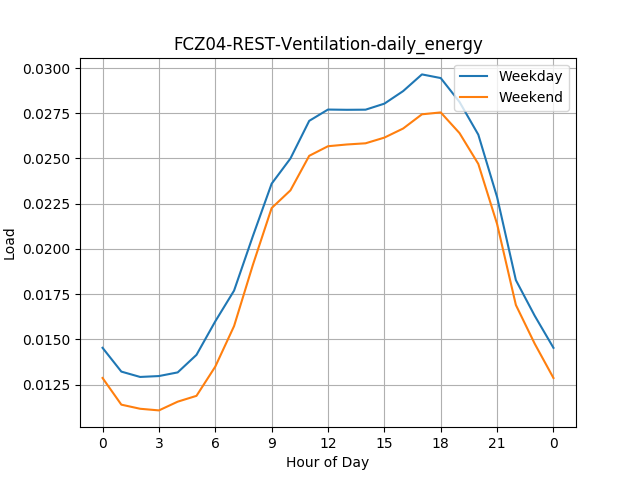 FCZ04-REST-Ventilation-daily_energy
Weekday
Weekend
Load
0.0300
0.0275
0.0250
0.0225
0.0200
0.0175
0.0150
0.0125
0 3 6 9 12 15 18 21 0
Hour of Day